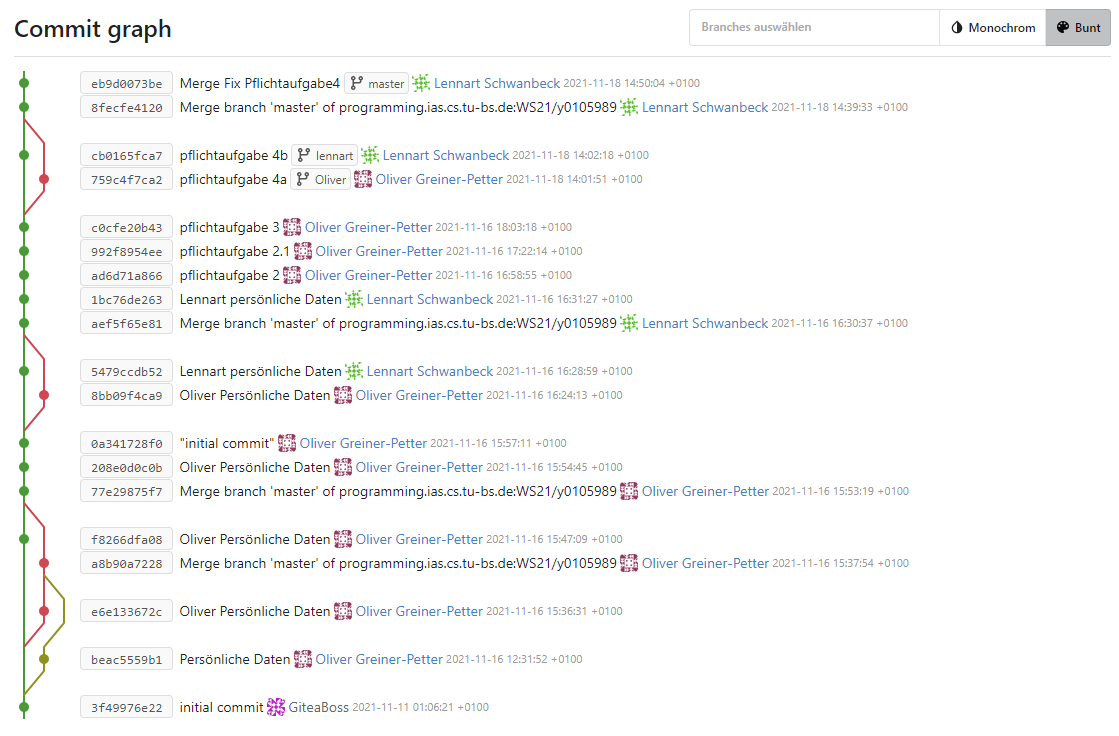 Commit graph
Branches auswählen
Monochrom
Bunt
eb9d0073be Merge Fix Pflichtaufgabe4 master Lennart Schwanbeck 2021-11-18 14:50:04 +0100
8fecfe4120 Merge branch 'master' of programming.ias.cs.tu-bs.de:WS21/y0105989 Lennart Schwanbeck 2021-11-18 14:39:33 +0100
cb0165fca7 pflichtaufgabe 4b lennart Lennart Schwanbeck 2021-11-18 14:02:18 +0100
759c4f7ca2 pflichtaufgabe 4a Oliver Oliver Greiner-Petter 2021-11-18 14:01:51 +0100
c0cfe20b43 pflichtaufgabe 3 Oliver Greiner-Petter 2021-11-16 18:03:18 +0100
992f8954ee pflichtaufgabe 2.1 Oliver Greiner-Petter 2021-11-16 17:22:14 +0100
ad6d71a866 pflichtaufgabe 2 Oliver Greiner-Petter 2021-11-16 16:58:55 +0100
1bc76de263 Lennart persönliche Daten Lennart Schwanbeck 2021-11-16 16:31:27 +0100
aef5f65e81 Merge branch 'master' of programming.ias.cs.tu-bs.de:WS21/y0105989 Lennart Schwanbeck 2021-11-16 16:30:37 +0100
5479ccdb52 Lennart persönliche Daten Lennart Schwanbeck 2021-11-16 16:28:59 +0100
8bb09f4ca9 Oliver Persönliche Daten Oliver Greiner-Petter 2021-11-16 16:24:13 +0100
0a341728f0 "initial commit" Oliver Greiner-Petter 2021-11-16 15:57:11 +0100
208e0d0c0b Oliver Persönliche Daten Oliver Greiner-Petter 2021-11-16 15:54:45 +0100
77e29875f7 Merge branch 'master' of programming.ias.cs.tu-bs.de:WS21/y0105989 Oliver Greiner-Petter 2021-11-16 15:53:19 +0100
f8266dfa08 Oliver Persönliche Daten Oliver Greiner-Petter 2021-11-16 15:47:09 +0100
a8b90a7228 Merge branch 'master' of programming.ias.cs.tu-bs.de:WS21/y0105989 Oliver Greiner-Petter 2021-11-16 15:37:54 +0100
e6e133672c Oliver Persönliche Daten Oliver Greiner-Petter 2021-11-16 15:36:31 +0100
beac5559b1 Persönliche Daten Oliver Greiner-Petter 2021-11-16 12:31:52 +0100
3f49976e22 initial commit GiteaBoss 2021-11-11 01:06:21 +0100